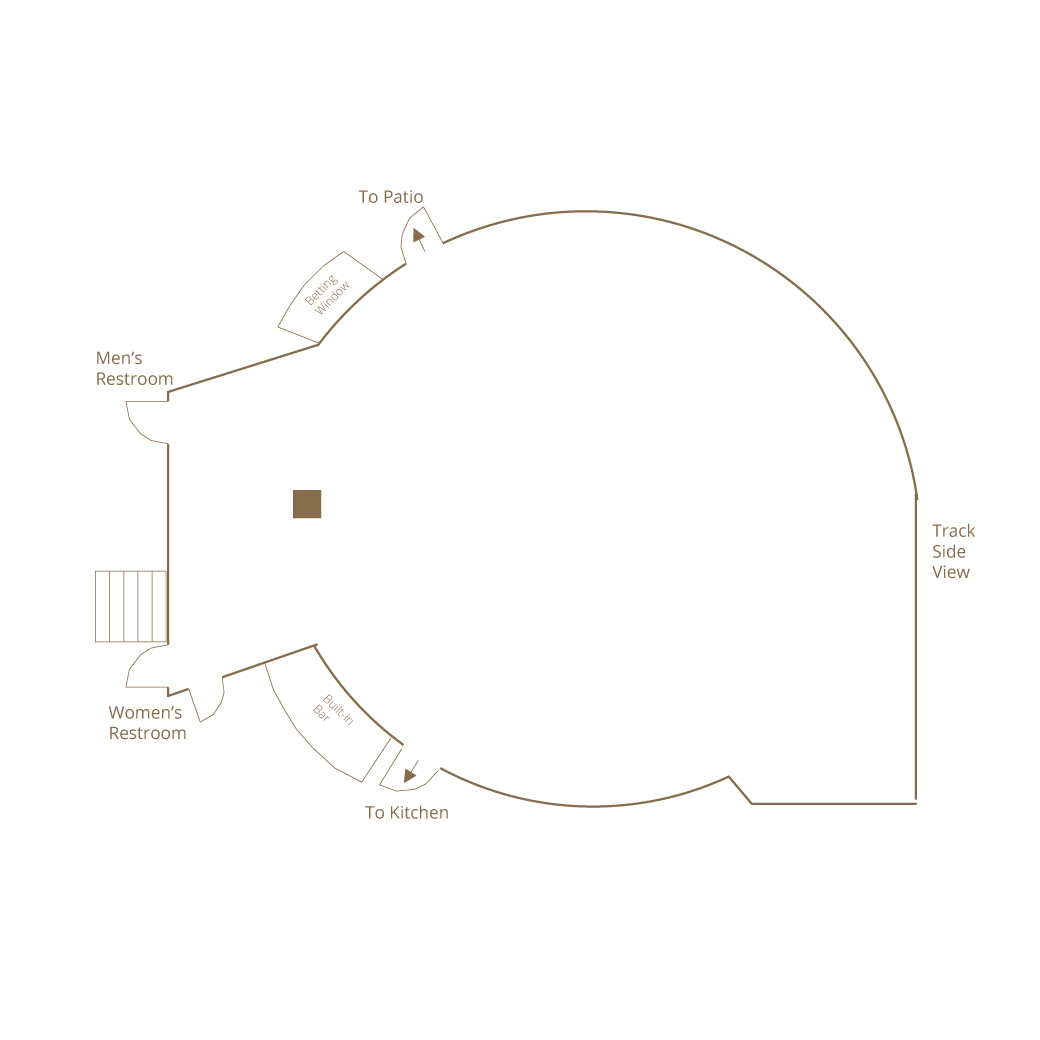 To Patio
Betting
Window
Men’s
Restroom
Track
Side
View
Women’s
Restroom
Built-in
Bar
To Kitchen